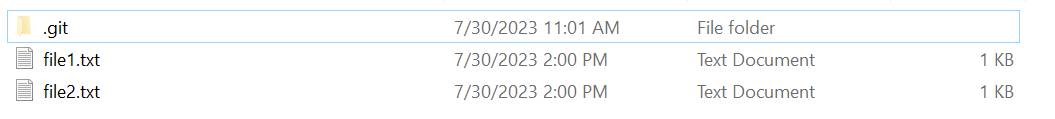 .git 7/30/2023 11:01 AM File folder
file1.txt 7/30/2023 2:00 PM Text Document 1 KB
file2.txt 7/30/2023 2:00 PM Text Document 1 KB